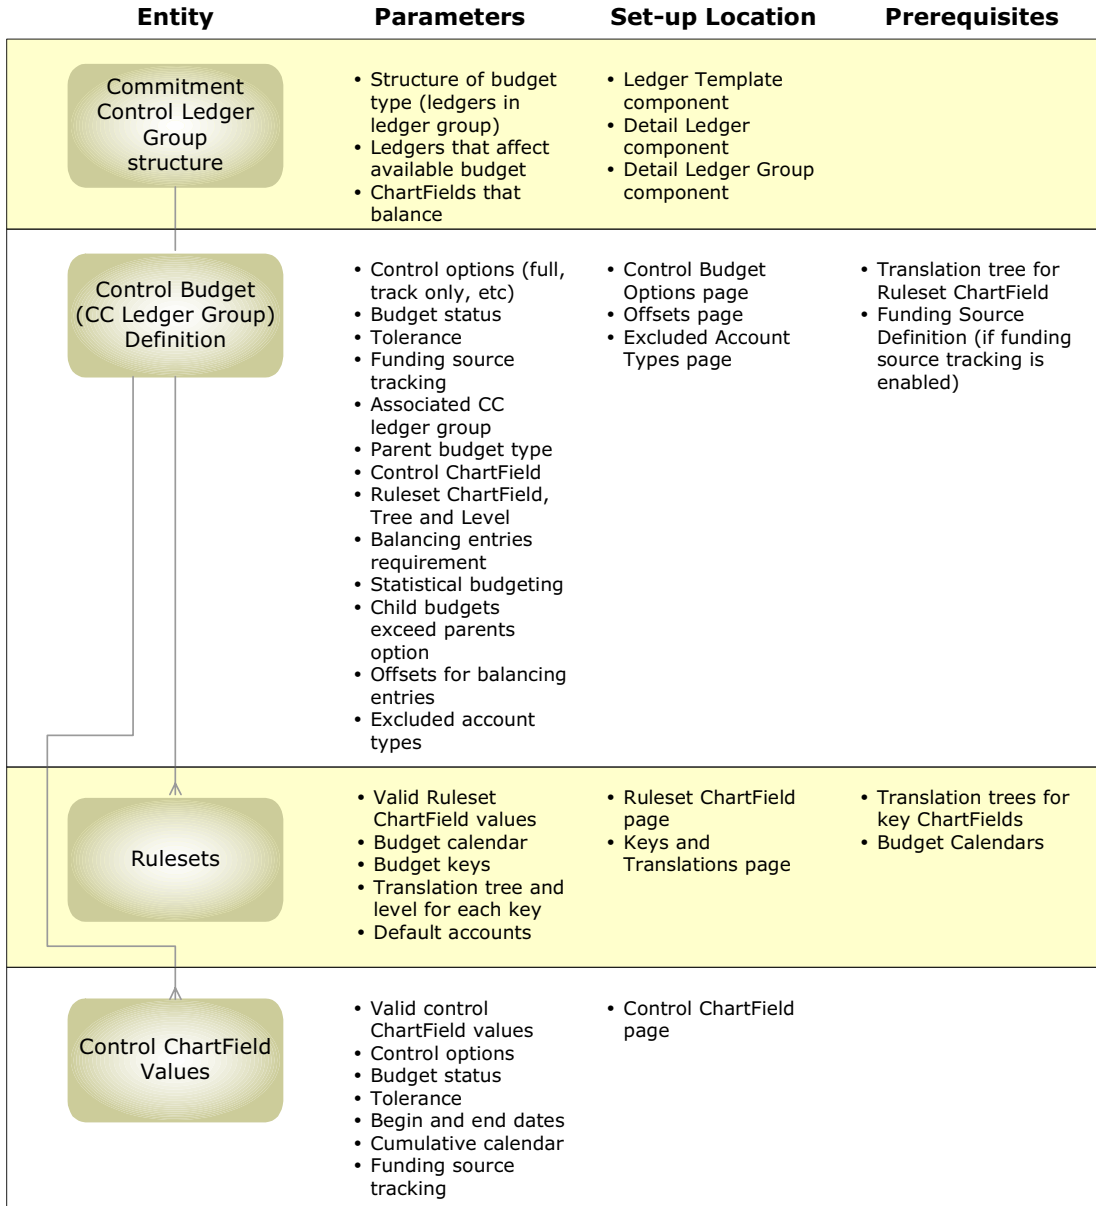 Entity
Parameters
Set-up Location
Prerequisites
Commitment
Control Ledger
Group
structure
• Structure of budget
type (ledgers in
ledger group)
• Ledgers that affect
available budget
• ChartFields that
balance
• Ledger Template
component
• Detail Ledger
component
• Detail Ledger Group
component
Control Budget
(CC Ledger Group)
Definition
• Control options (full,
track only, etc)
• Budget status
• Tolerance
• Funding source
tracking
• Associated CC
ledger group
• Parent budget type
• Control ChartField
• Ruleset ChartField,
Tree and Level
• Balancing entries
requirement
• Statistical budgeting
• Child budgets
exceed parents
option
• Offsets for balancing
entries
• Excluded account
types
• Control Budget
Options page
• Offsets page
• Excluded Account
Types page
• Translation tree for
Ruleset ChartField
• Funding Source
Definition (if funding
source tracking is
enabled)
Rulesets
• Valid Ruleset
ChartField values
• Budget calendar
• Budget keys
• Translation tree and
level for each key
• Default accounts
• Ruleset ChartField
page
• Keys and
Translations page
• Translation trees for
key ChartFields
• Budget Calendars
Control ChartField
Values
• Valid control
ChartField values
• Control options
• Budget status
• Tolerance
• Begin and end dates
• Cumulative calendar
• Funding source
tracking
• Control ChartField
page